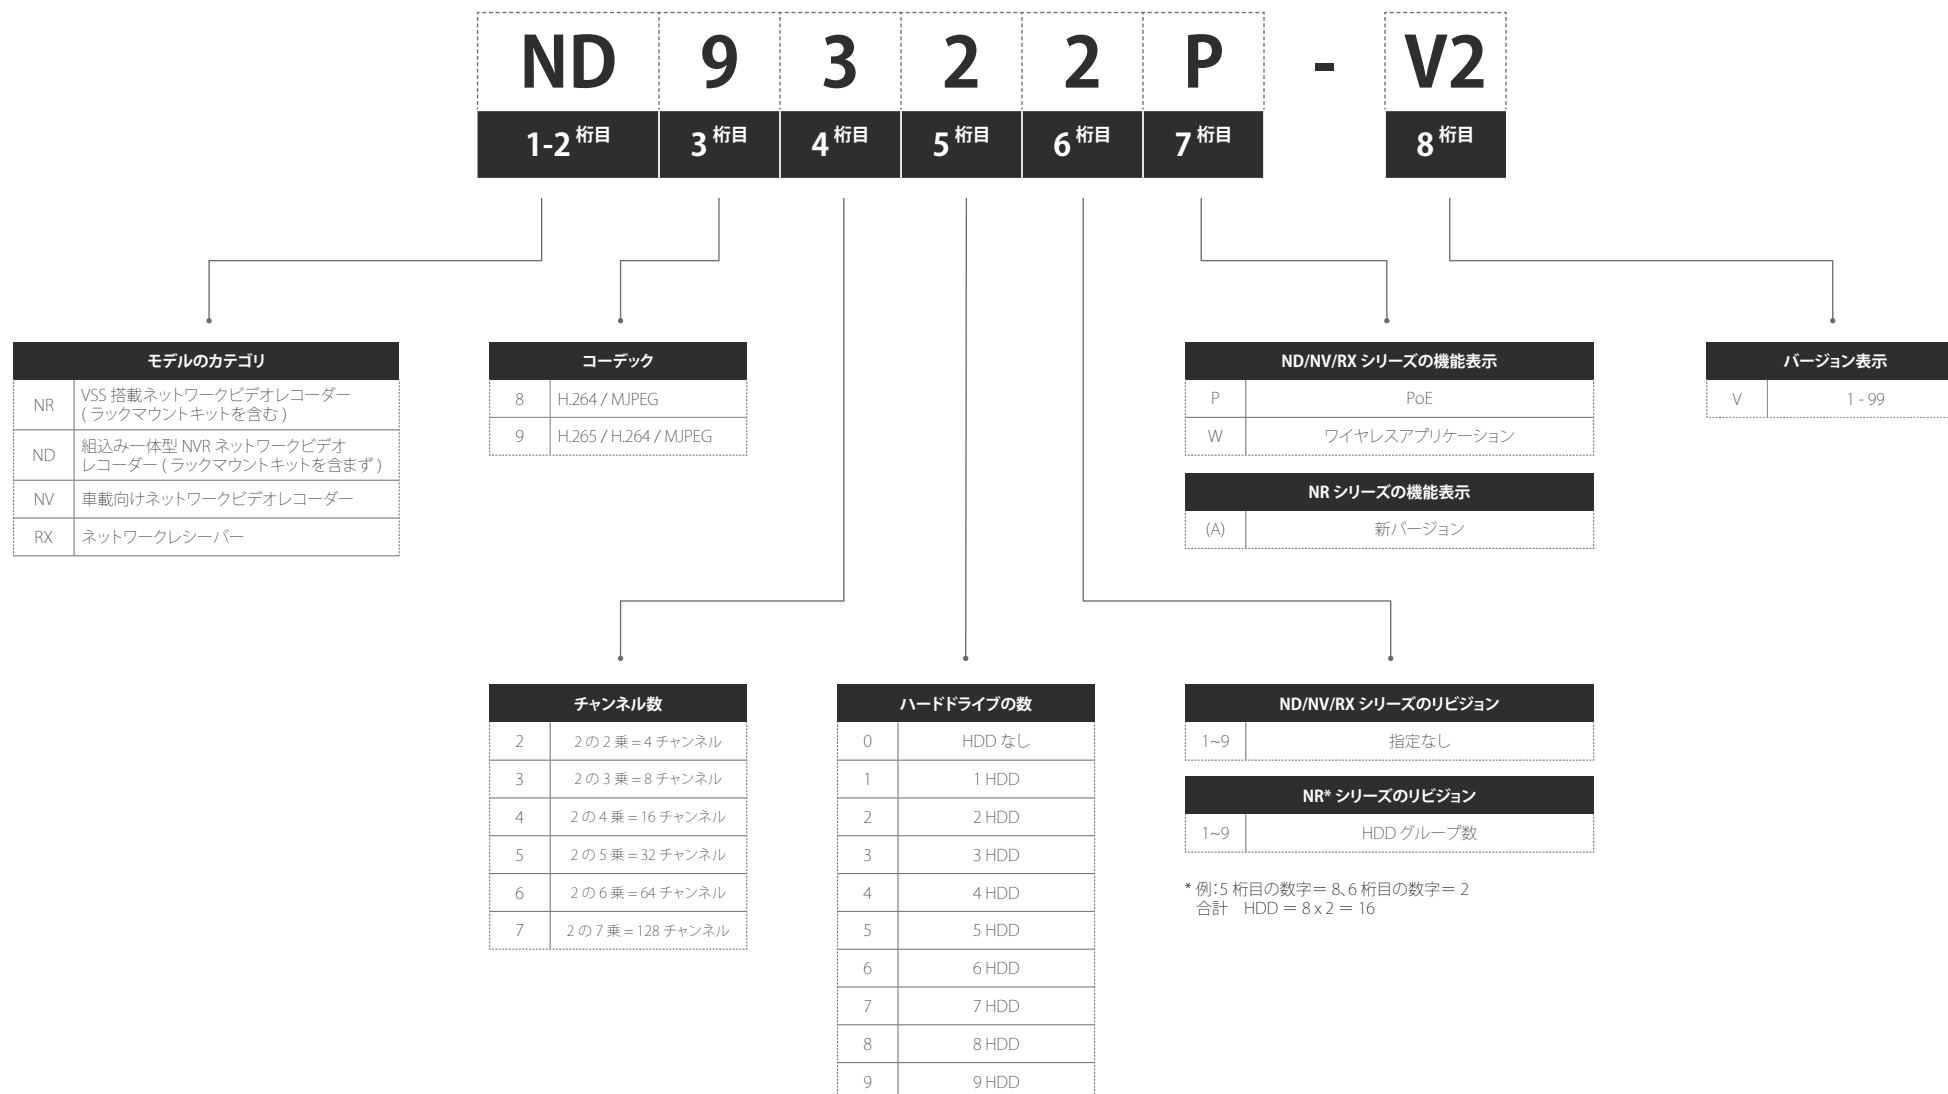 ND 9 3 2 2 P - V2
1-2 桁目 3 桁目 4 桁目 5 桁目 6 桁目 7 桁目 8 桁目
モデルのカテゴリ
NR VSS 搭載ネットワークビデオレコーダー
( ラックマウントキットを含む )
ND 組込み一体型 NVR ネットワークビデオ
レコーダー ( ラックマウントキットを含まず )
NV 車載向けネットワークビデオレコーダー
RX ネットワークレシーバー
コーデック
8 H.264 / MJPEG
9 H.265 / H.264 / MJPEG
ND/NV/RX シリーズの機能表示
P PoE
W ワイヤレスアプリケーション
NR シリーズの機能表示
(A) 新バージョン
バージョン表示
V 1 - 99
チャンネル数
2 2 の 2 乗 = 4 チャンネル
3 2 の 3 乗 = 8 チャンネル
4 2 の 4 乗 = 16 チャンネル
5 2 の 5 乗 = 32 チャンネル
6 2 の 6 乗 = 64 チャンネル
7 2 の 7 乗 = 128 チャンネル
ハードドライブの数
0 HDD なし
1 1 HDD
2 2 HDD
3 3 HDD
4 4 HDD
5 5 HDD
6 6 HDD
7 7 HDD
8 8 HDD
9 9 HDD
ND/NV/RX シリーズのリビジョン
1~9 指定なし
NR* シリーズのリビジョン
1~9 HDD グループ数
* 例：5 桁目の数字＝ 8、6 桁目の数字＝ 2
合計　HDD ＝ 8 x 2 ＝ 16